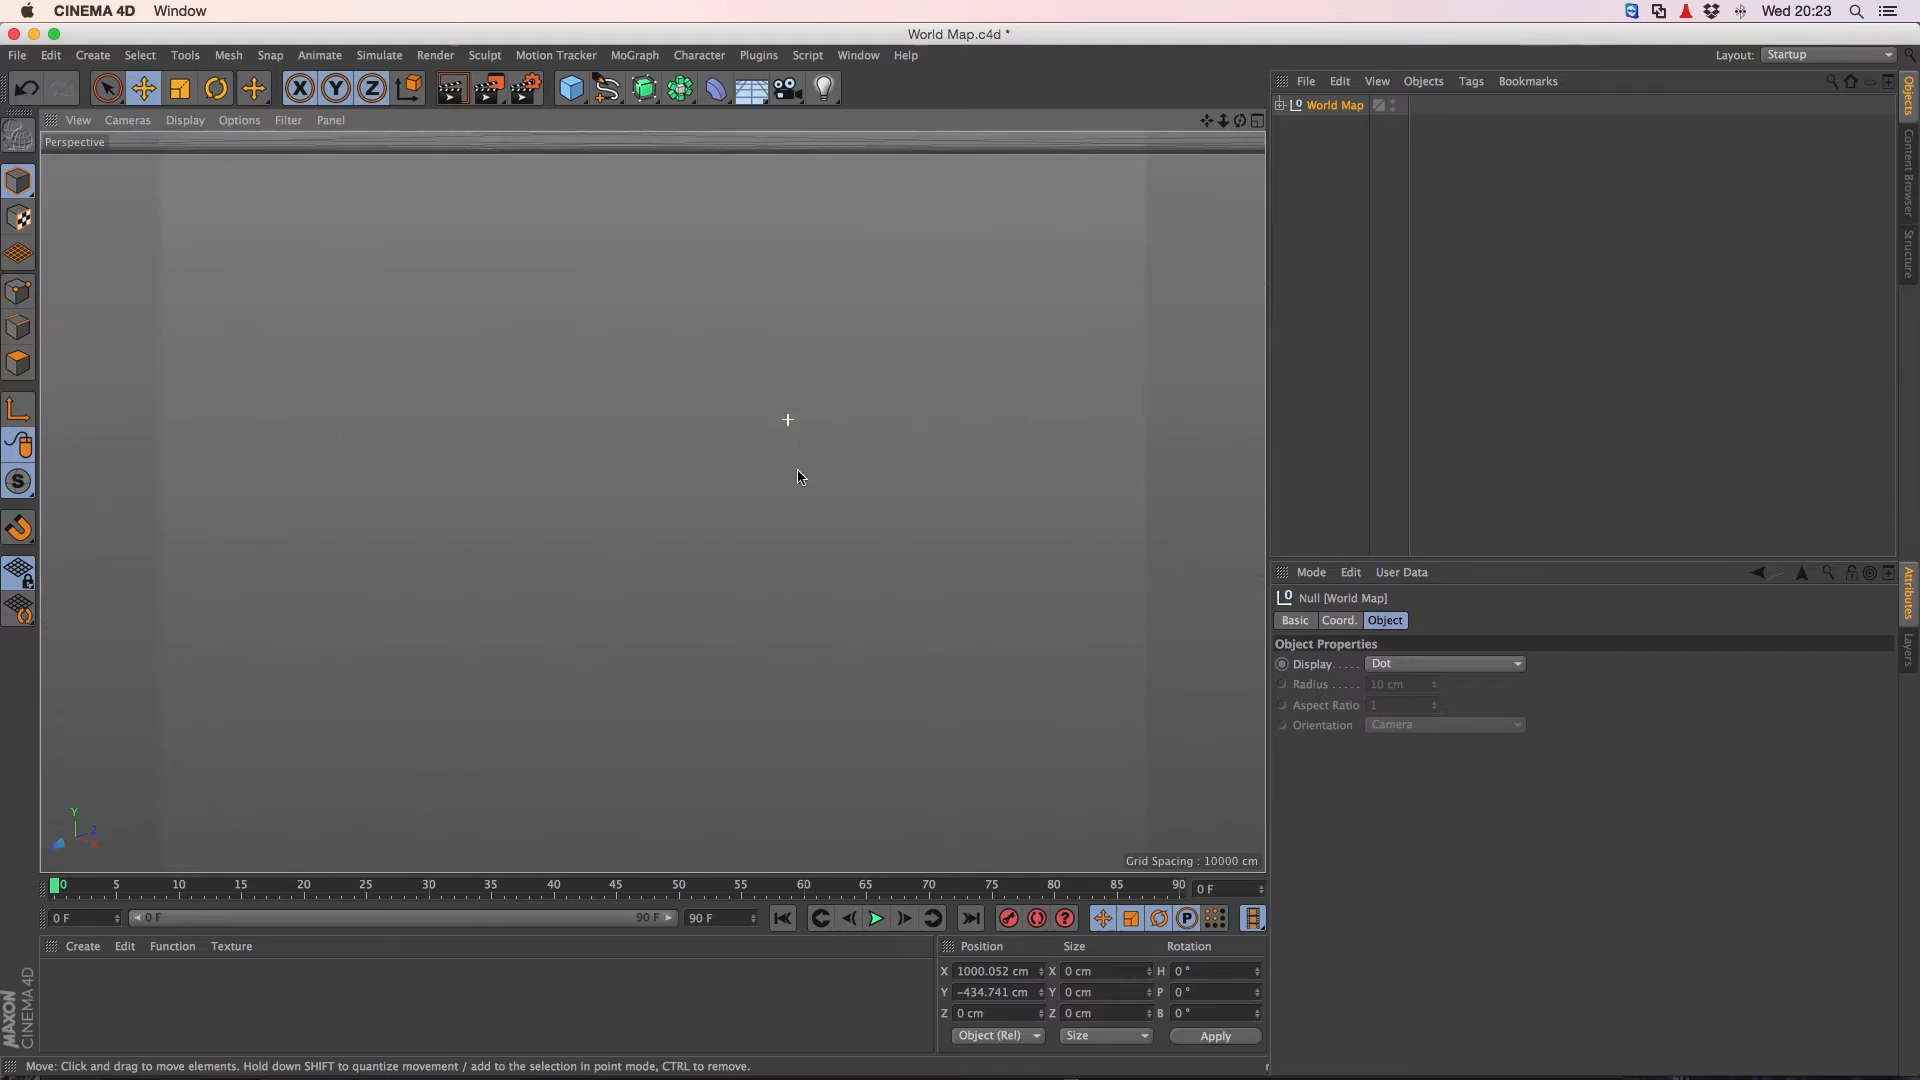 CINEMA 4D Window Wed 20:23
World Map.c4d *
File Edit Create Select Tools Mesh Snap Animate Simulate Render Sculpt Motion Tracker MoGraph Character Plugins Script Window Help Layout: Startup
X Y Z
File Edit View Objects Tags Bookmarks
World Map
View Cameras Display Options Filter Panel
Perspective
Objects
Content Browser
Structure
S
Mode Edit User Data
Null [World Map]
Basic Coord. Object
Object Properties
Display..... Dot
Radius ..... 10 cm
Aspect Ratio 1
Orientation Camera
Attributes
Layers
Y
Z
X
Grid Spacing : 10000 cm
0 5 10 15 20 25 30 35 40 45 50 55 60 65 70 75 80 85 90 0 F
0 F 0 F 90 F 90 F ? P
Create Edit Function Texture
Position Size Rotation
X 1000.052 cm X 0 cm H 0 °
Y -434.741 cm Y 0 cm P 0 °
Z 0 cm Z 0 cm B 0 °
Object (Rel) Size Apply
MAXON
CINEMA 4D
Move: Click and drag to move elements. Hold down SHIFT to quantize movement / add to the selection in point mode, CTRL to remove.